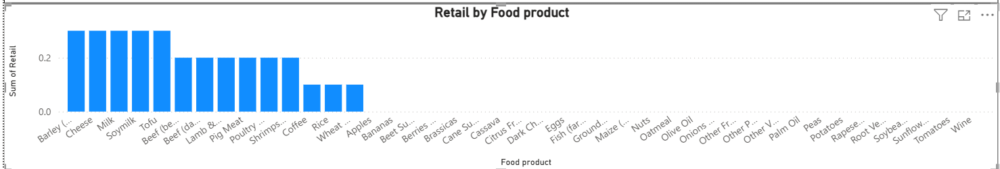 Retail by Food product
Sum of Retail
0.2
0.0
Barley (...
Cheese
Milk
Soymilk
Tofu
Beef (be...
Beef (da...
Lamb &...
Pig Meat
Poultry ...
Shrimps...
Coffee
Rice
Wheat ...
Apples
Bananas
Beet Su...
Berries ...
Brassicas
Cane Su...
Cassava
Citrus Fr...
Dark Ch...
Eggs
Fish (far...
Ground...
Maize (...
Nuts
Oatmeal
Olive Oil
Onions ...
Other Fr...
Other P...
Other V...
Palm Oil
Peas
Potatoes
Rapese...
Root Ve...
Soybea...
Sunflow...
Tomatoes
Wine
Food product